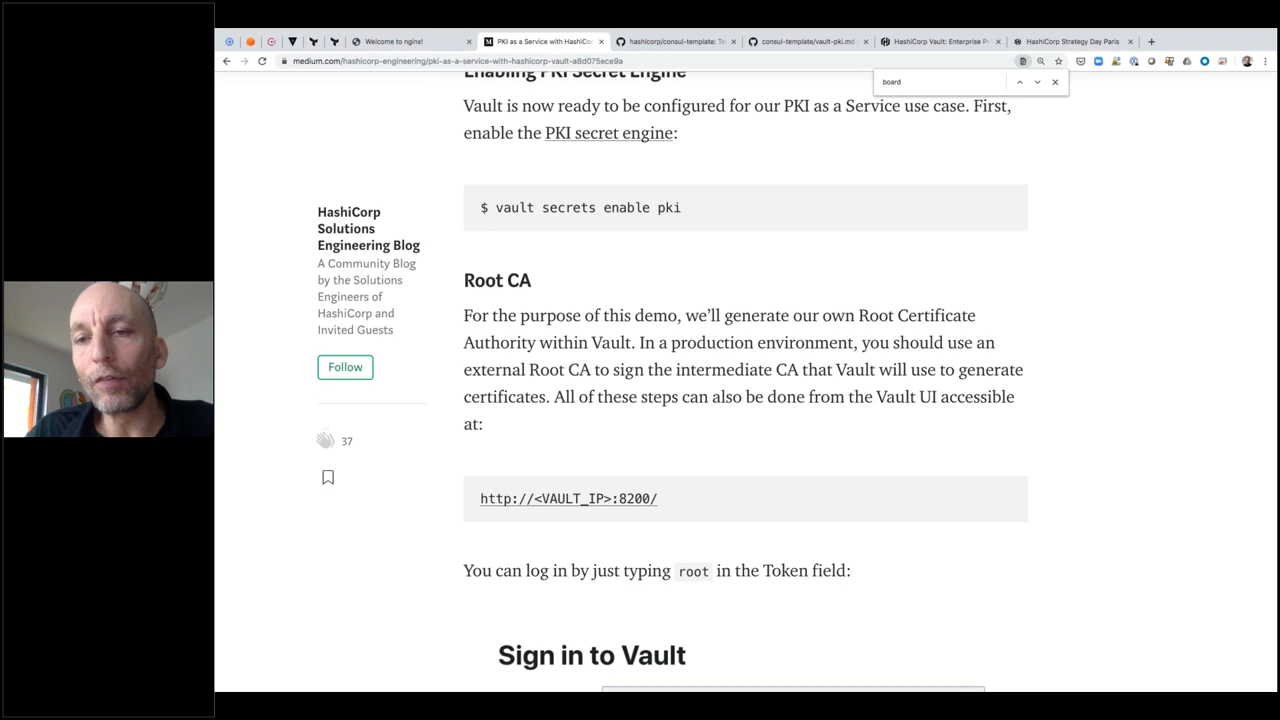 Welcome to nginx!
PKI as a Service with HashiCo
hashicorp/consul-template: Te
consul-template/vault-pki.md
HashiCorp Vault: Enterprise P
HashiCorp Strategy Day Paris
medium.com/hashicorp-engineering/pki-as-a-service-with-hashicorp-vault-a8d075ece9a
board
Enabling PKI Secret Engine
Vault is now ready to be configured for our PKI as a Service use case. First,
enable the PKI secret engine:
$ vault secrets enable pki
HashiCorp
Solutions
Engineering Blog
A Community Blog
by the Solutions
Engineers of
HashiCorp and
Invited Guests
Follow
37
Root CA
For the purpose of this demo, we’ll generate our own Root Certificate
Authority within Vault. In a production environment, you should use an
external Root CA to sign the intermediate CA that Vault will use to generate
certificates. All of these steps can also be done from the Vault UI accessible
at:
http://<VAULT_IP>:8200/
You can log in by just typing root in the Token field:
Sign in to Vault